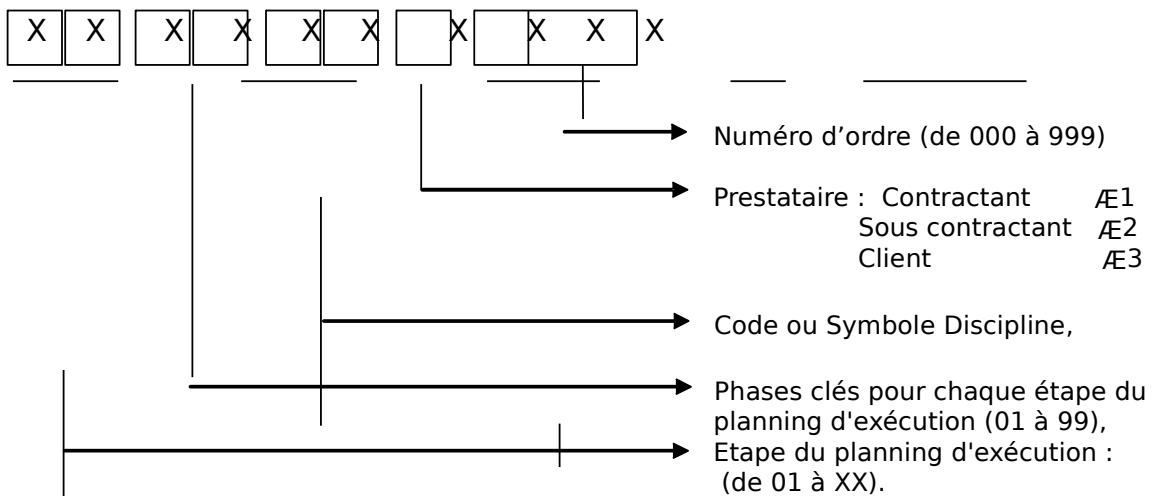 X X X X X X X X X X
Numéro d’ordre (de 000 à 999)
Prestataire : Contractant Æ1
Sous contractant Æ2
Client Æ3
Code ou Symbole Discipline,
Phases clés pour chaque étape du
planning d'exécution (01 à 99),
Etape du planning d'exécution :
(de 01 à XX).